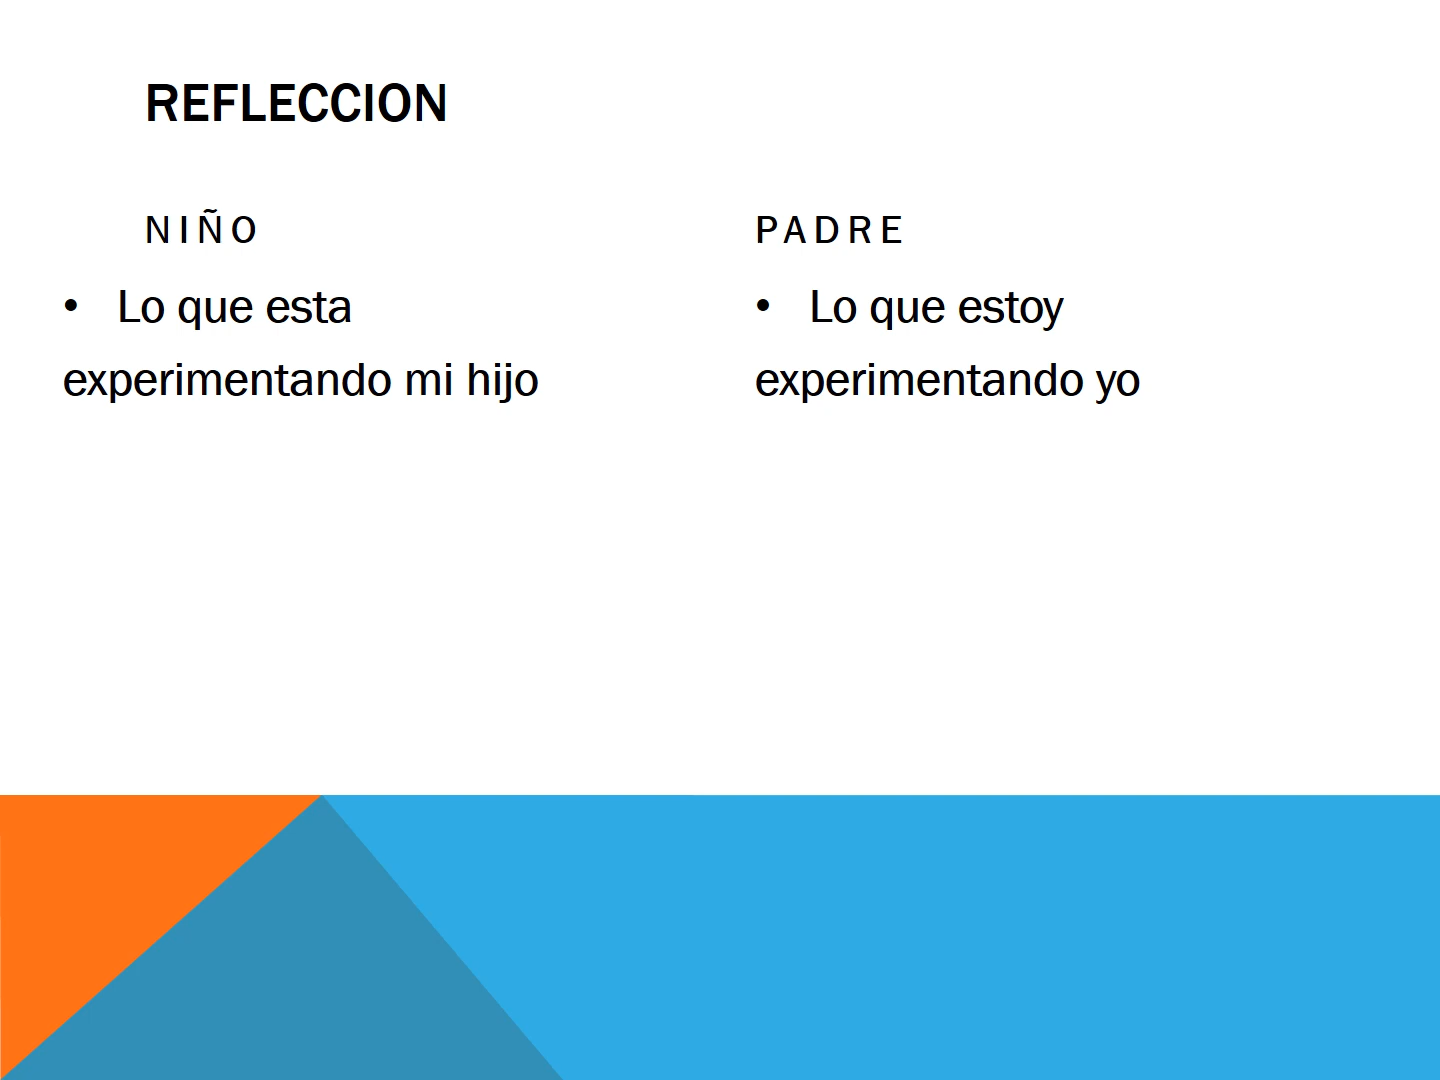 REFLECCION
NIÑO
• Lo que esta
experimentando mi hijo
PADRE
• Lo que estoy
experimentando yo